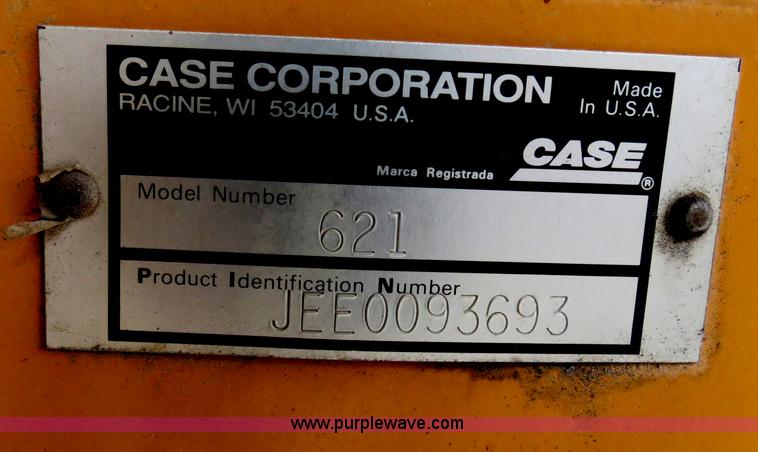 CASE CORPORATION
RACINE, WI 53404 U.S.A.
Made
In U.S.A.
Marca Registrada
CASE®
Model Number
621
Product Identification Number
JEE0093693
www.purplewave.com